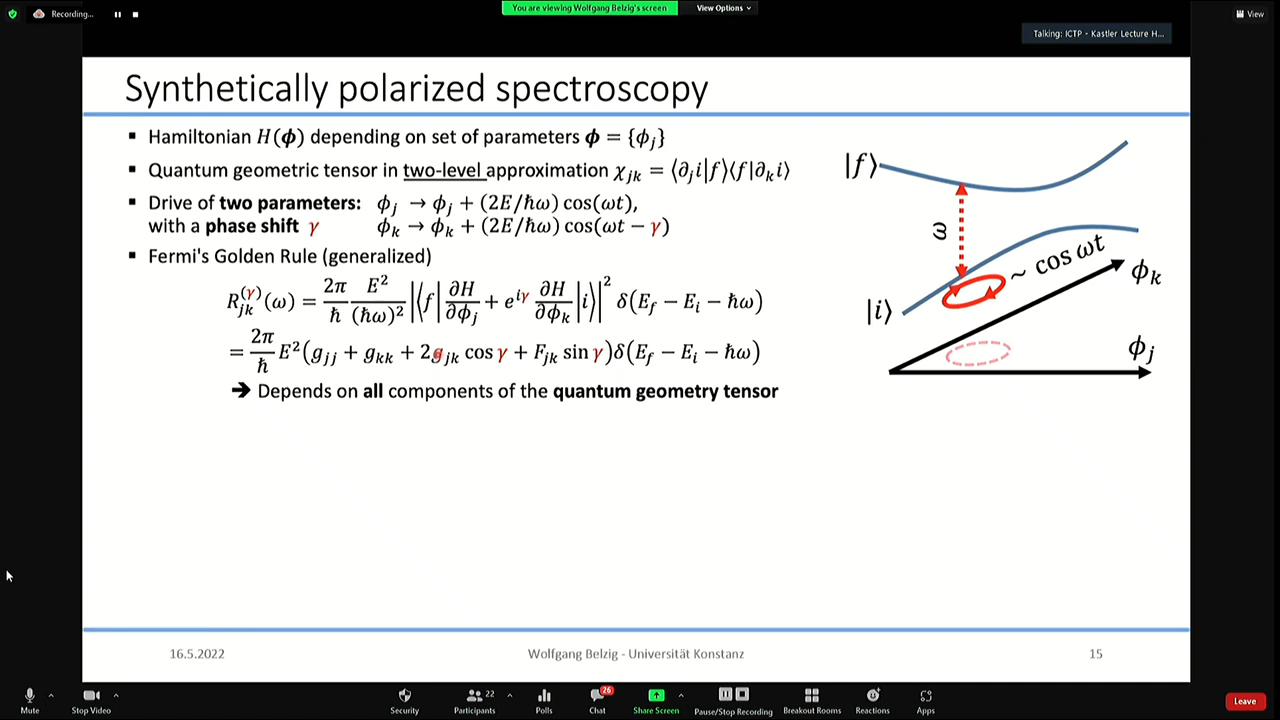 Recording...
You are viewing Wolfgang Belzig's screen
View Options
View
Talking: ICTP - Kastler Lecture H...
Synthetically polarized spectroscopy
▪ Hamiltonian H(ϕ) depending on set of parameters ϕ = {ϕ_j}
▪ Quantum geometric tensor in two-level approximation χ_jk = ⟨∂_j i|f⟩⟨f|∂_k i⟩
▪ Drive of two parameters: ϕ_j → ϕ_j + (2E/ℏω) cos(ωt),
with a phase shift γ ϕ_k → ϕ_k + (2E/ℏω) cos(ωt − γ)
▪ Fermi's Golden Rule (generalized)
R_jk^(γ)(ω) = 2π/ℏ E²/(ℏω)² |⟨f| ∂H/∂ϕ_j + e^{iγ} ∂H/∂ϕ_k |i⟩|² δ(E_f − E_i − ℏω)
= 2π/ℏ E²(g_jj + g_kk + 2g_jk cos γ + F_jk sin γ)δ(E_f − E_i − ℏω)
➔ Depends on all components of the quantum geometry tensor
|f⟩
ω
~ cos ωt
ϕ_k
|i⟩
ϕ_j
16.5.2022
Wolfgang Belzig - Universität Konstanz
15
Mute
Stop Video
Security
Participants
22
Polls
Chat
26
Share Screen
Pause/Stop Recording
Breakout Rooms
Reactions
Apps
Leave